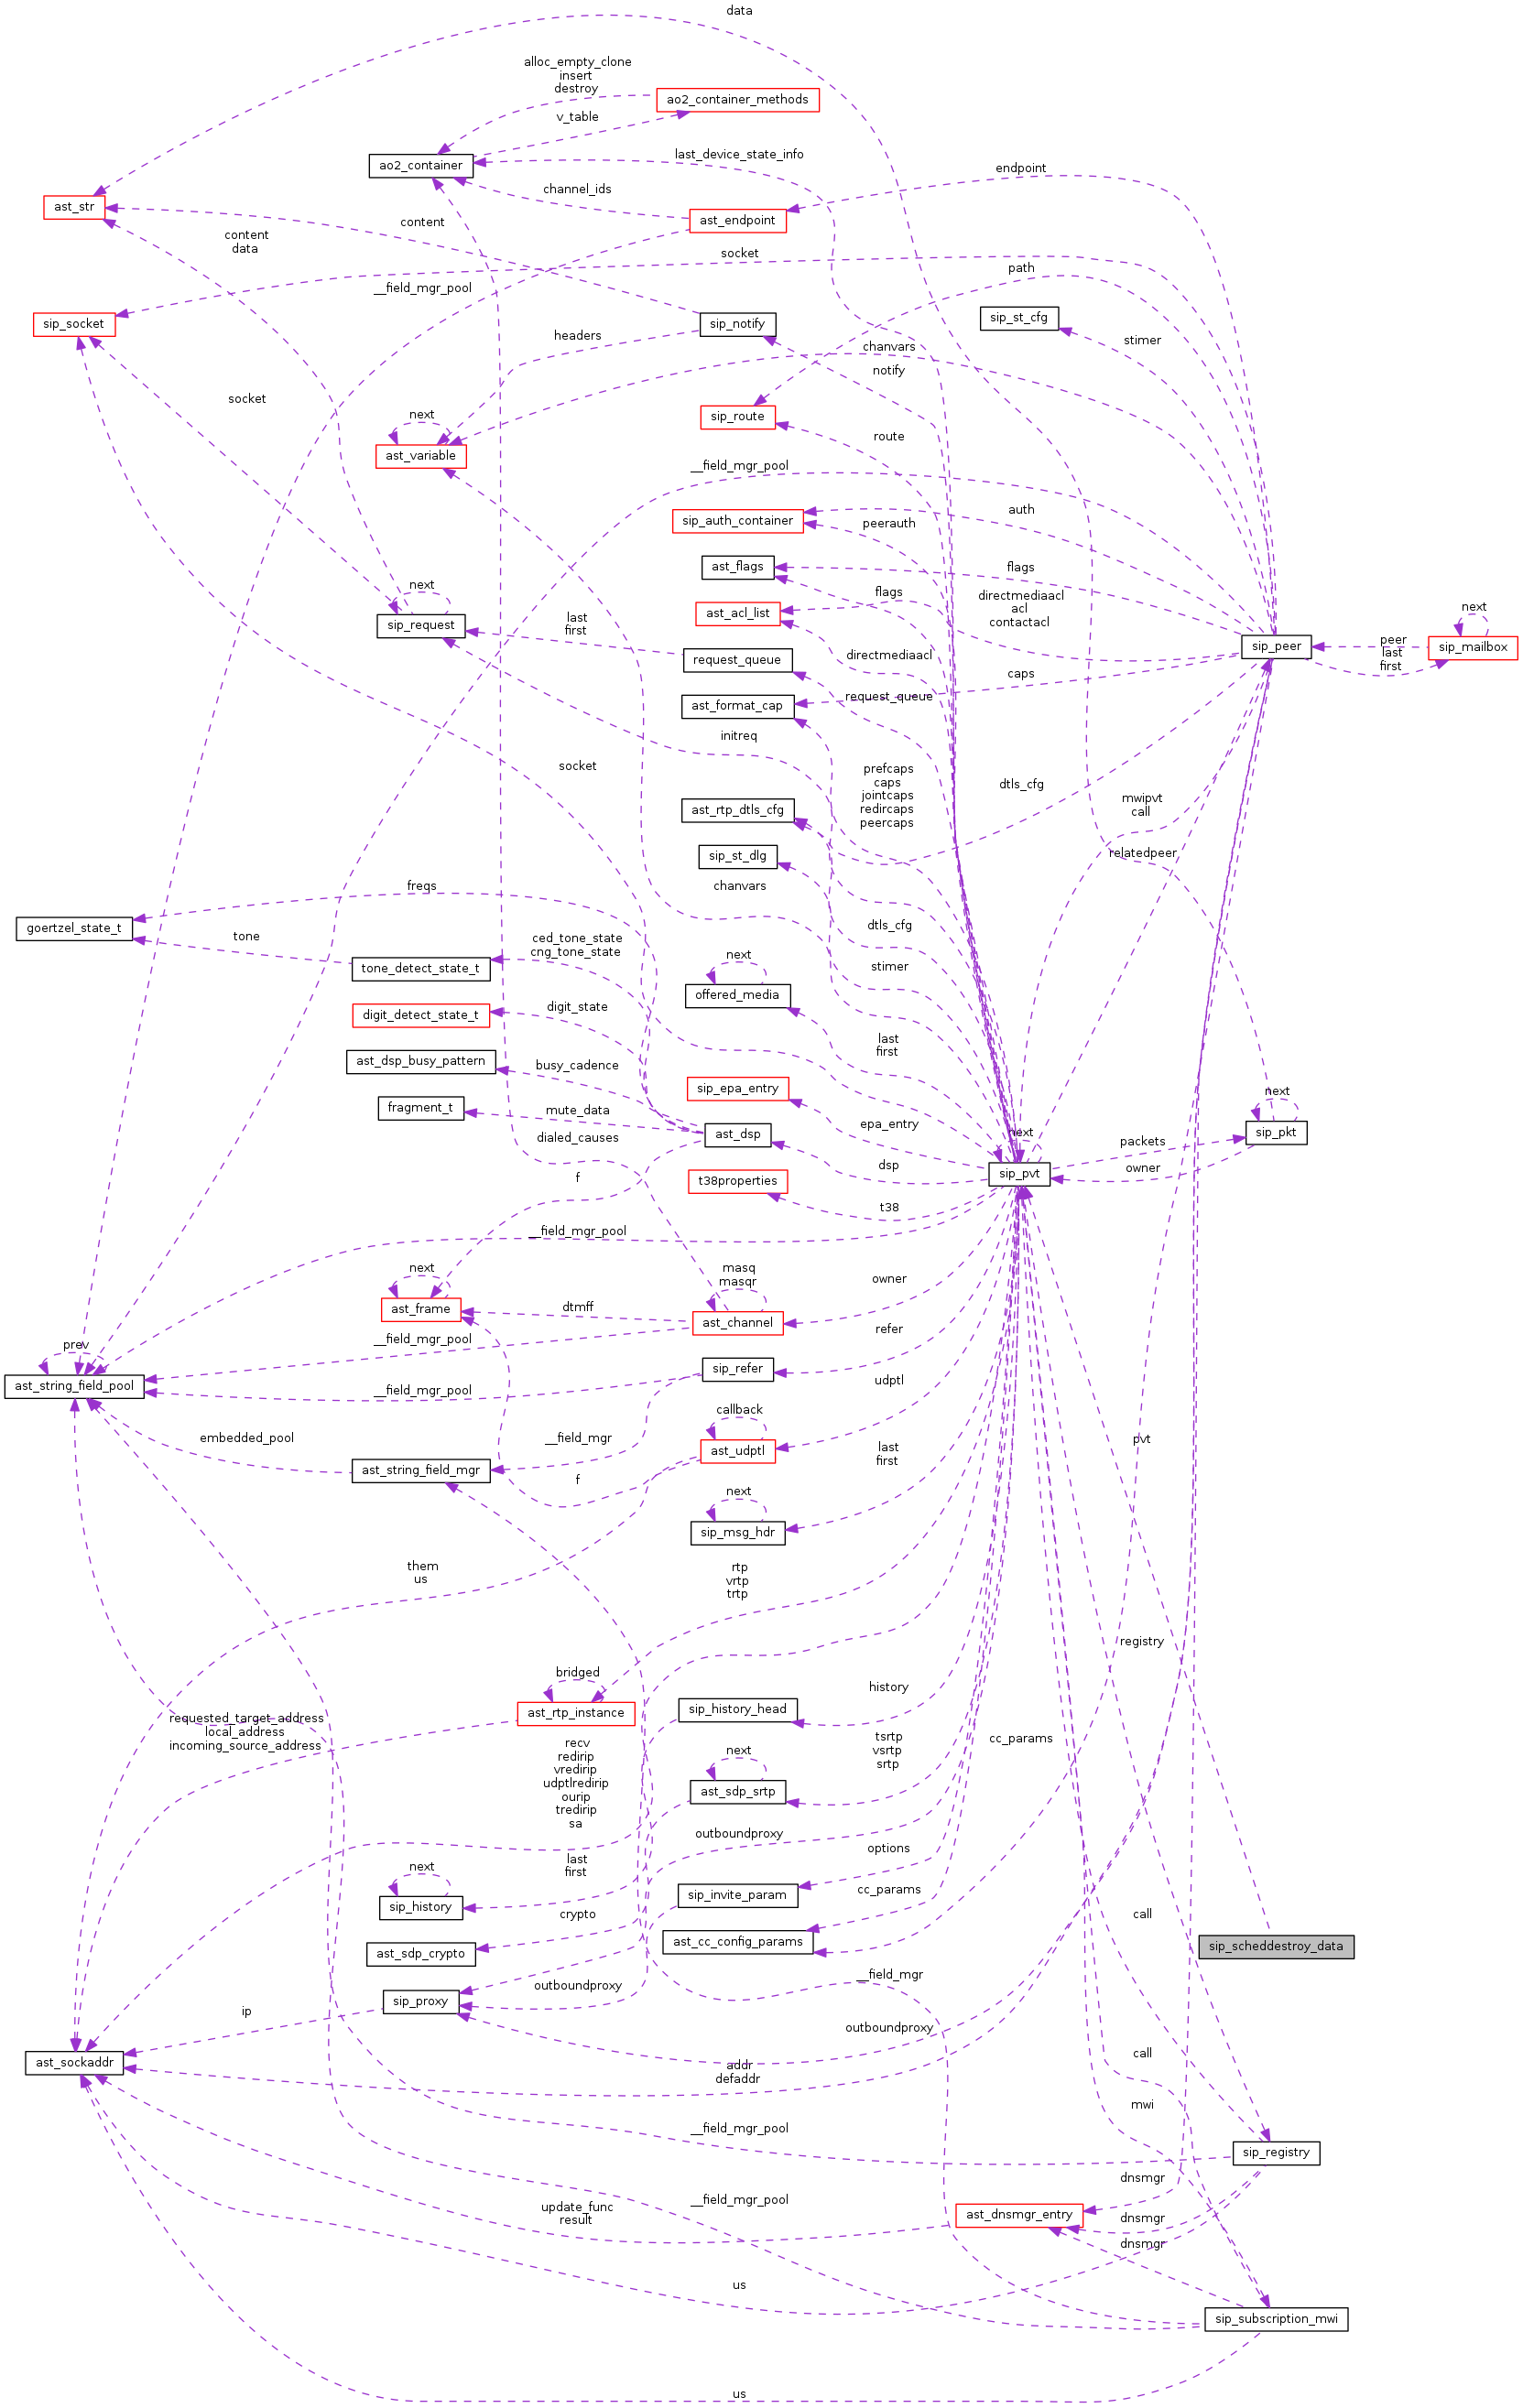 data
alloc_empty_clone
insert
destroy
ao2_container_methods
v_table
last_device_state_info
ao2_container
endpoint
channel_ids
ast_str
content
ast_endpoint
content
data
socket
path
__field_mgr_pool
sip_socket
sip_notify
sip_st_cfg
headers
stimer
chanvars
notify
socket
next
sip_route
route
ast_variable
__field_mgr_pool
auth
sip_auth_container
peerauth
ast_flags
flags
next
flags
directmediaacl
acl
contactacl
ast_acl_list
last
first
sip_request
next
peer
last
first
sip_peer
sip_mailbox
directmediaacl
request_queue
caps
request_queue
ast_format_cap
initreq
socket
prefcaps
caps
jointcaps
redircaps
peercaps
dtls_cfg
mwipvt
call
ast_rtp_dtls_cfg
sip_st_dlg
relatedpeer
freqs
chanvars
goertzel_state_t
tone
ced_tone_state
cng_tone_state
dtls_cfg
tone_detect_state_t
next
stimer
offered_media
digit_state
digit_detect_state_t
last
first
ast_dsp_busy_pattern
busy_cadence
sip_epa_entry
next
fragment_t
mute_data
epa_entry
ast_dsp
next
sip_pkt
dialed_causes
packets
owner
dsp
sip_pvt
f
t38properties
t38
__field_mgr_pool
next
masq
masqr
owner
ast_frame
dtmff
ast_channel
refer
prev
__field_mgr_pool
sip_refer
ast_string_field_pool
__field_mgr_pool
udptl
callback
embedded_pool
__field_mgr
ast_udptl
last
first
pvt
ast_string_field_mgr
f
next
sip_msg_hdr
them
us
rtp
vrtp
trtp
registry
bridged
history
ast_rtp_instance
sip_history_head
requested_target_address
local_address
incoming_source_address
recv
redirip
vredirip
udptlredirip
ourip
tredirip
sa
tsrtp
vsrtp
srtp
cc_params
next
ast_sdp_srtp
outboundproxy
options
last
first
next
cc_params
sip_invite_param
sip_history
crypto
call
ast_cc_config_params
sip_scheddestroy_data
ast_sdp_crypto
__field_mgr
outboundproxy
sip_proxy
ip
outboundproxy
ast_sockaddr
addr
defaddr
call
mwi
__field_mgr_pool
sip_registry
dnsmgr
__field_mgr_pool
update_func
result
ast_dnsmgr_entry
dnsmgr
dnsmgr
us
sip_subscription_mwi
us